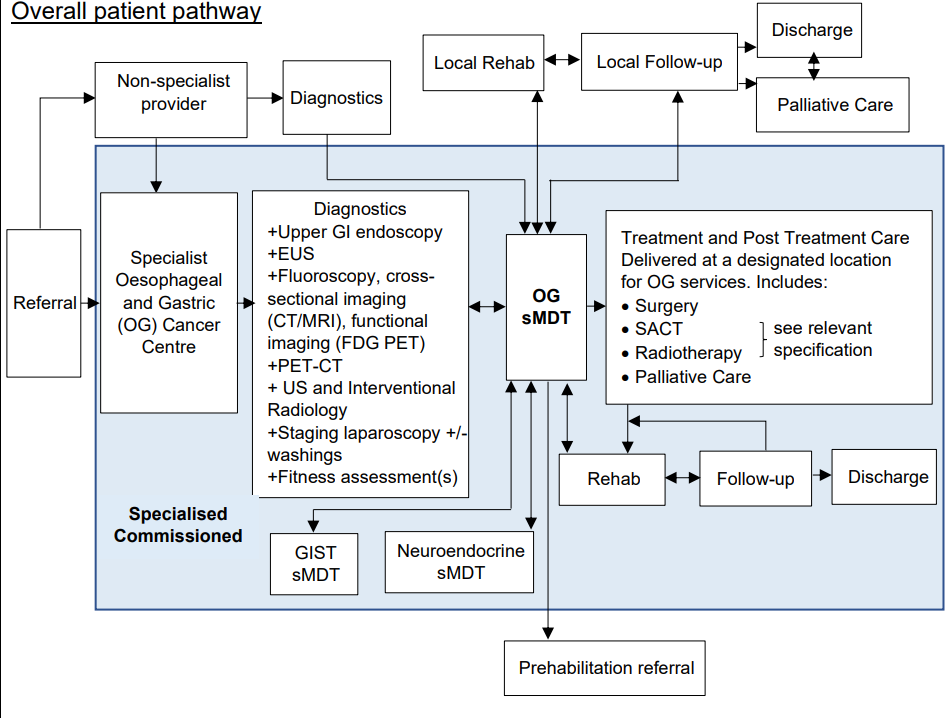 Overall patient pathway
Local Rehab
Local Follow-up
Discharge
Palliative Care
Non-specialist
provider
Diagnostics
Referral
Specialist
Oesophageal
and Gastric
(OG) Cancer
Centre
Diagnostics
+Upper GI endoscopy
+EUS
+Fluoroscopy, cross-
sectional imaging
(CT/MRI), functional
imaging (FDG PET)
+PET-CT
+ US and Interventional
Radiology
+Staging laparoscopy +/-
washings
+Fitness assessment(s)
OG
sMDT
Treatment and Post Treatment Care
Delivered at a designated location
for OG services. Includes:
• Surgery
• SACT
• Radiotherapy
• Palliative Care
see relevant
specification
Rehab
Follow-up
Discharge
Specialised
Commissioned
GIST
sMDT
Neuroendocrine
sMDT
Prehabilitation referral